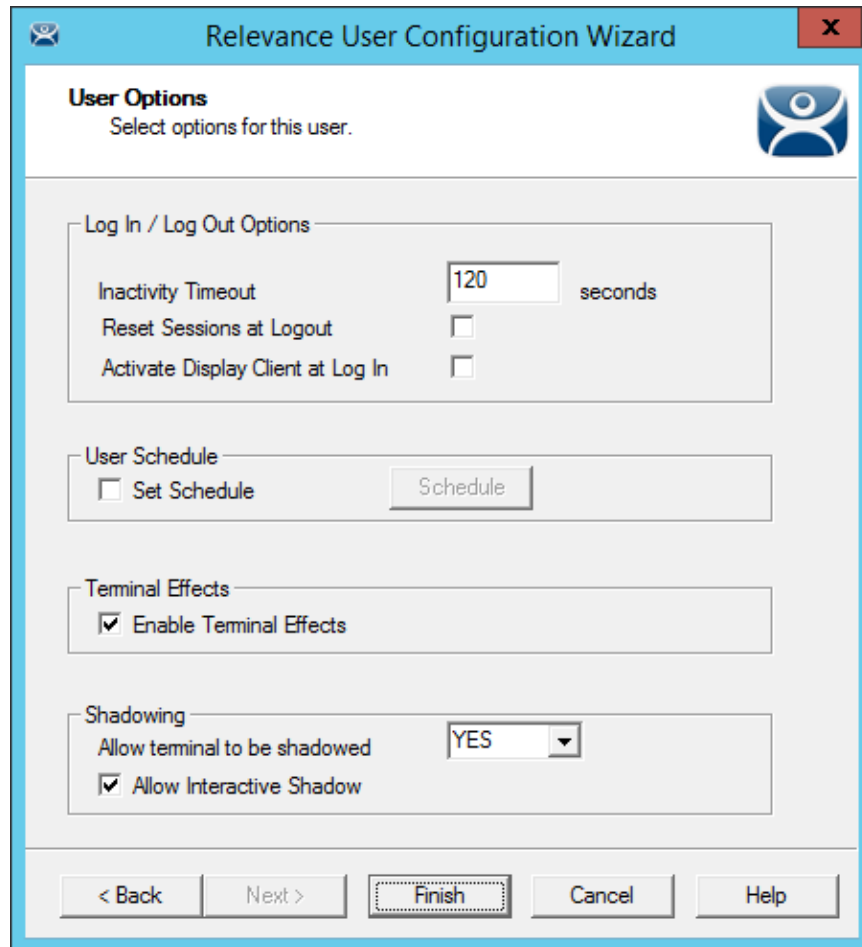 Relevance User Configuration Wizard
x
User Options
Select options for this user.
Log In / Log Out Options
Inactivity Timeout 120 seconds
Reset Sessions at Logout
Activate Display Client at Log In
User Schedule
Set Schedule Schedule
Terminal Effects
Enable Terminal Effects
Shadowing
Allow terminal to be shadowed YES
Allow Interactive Shadow
< Back Next > Finish Cancel Help